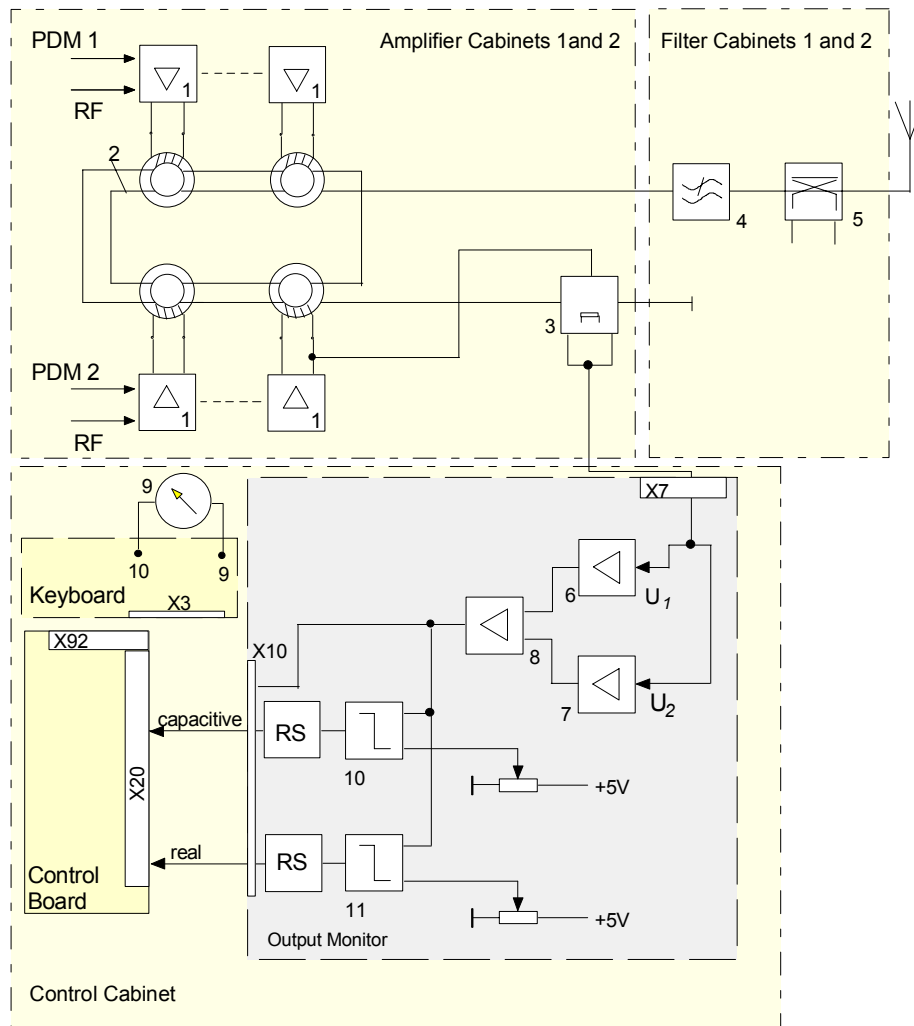 PDM 1
Amplifier Cabinets 1and 2
Filter Cabinets 1 and 2
1
1
RF
2
4
5
3
PDM 2
1
1
RF
X7
9
10
9
Keyboard
X3
6
U1
X92
X10
8
7
U2
capacitive
RS
10
+5V
X20
real
RS
Control
Board
11
+5V
Output Monitor
Control Cabinet